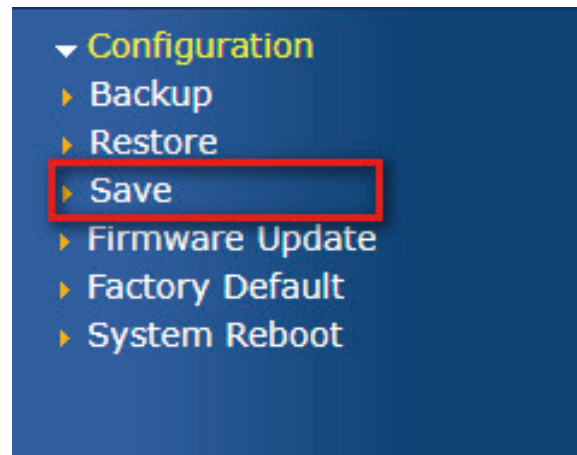 Configuration
Backup
Restore
Save
Firmware Update
Factory Default
System Reboot